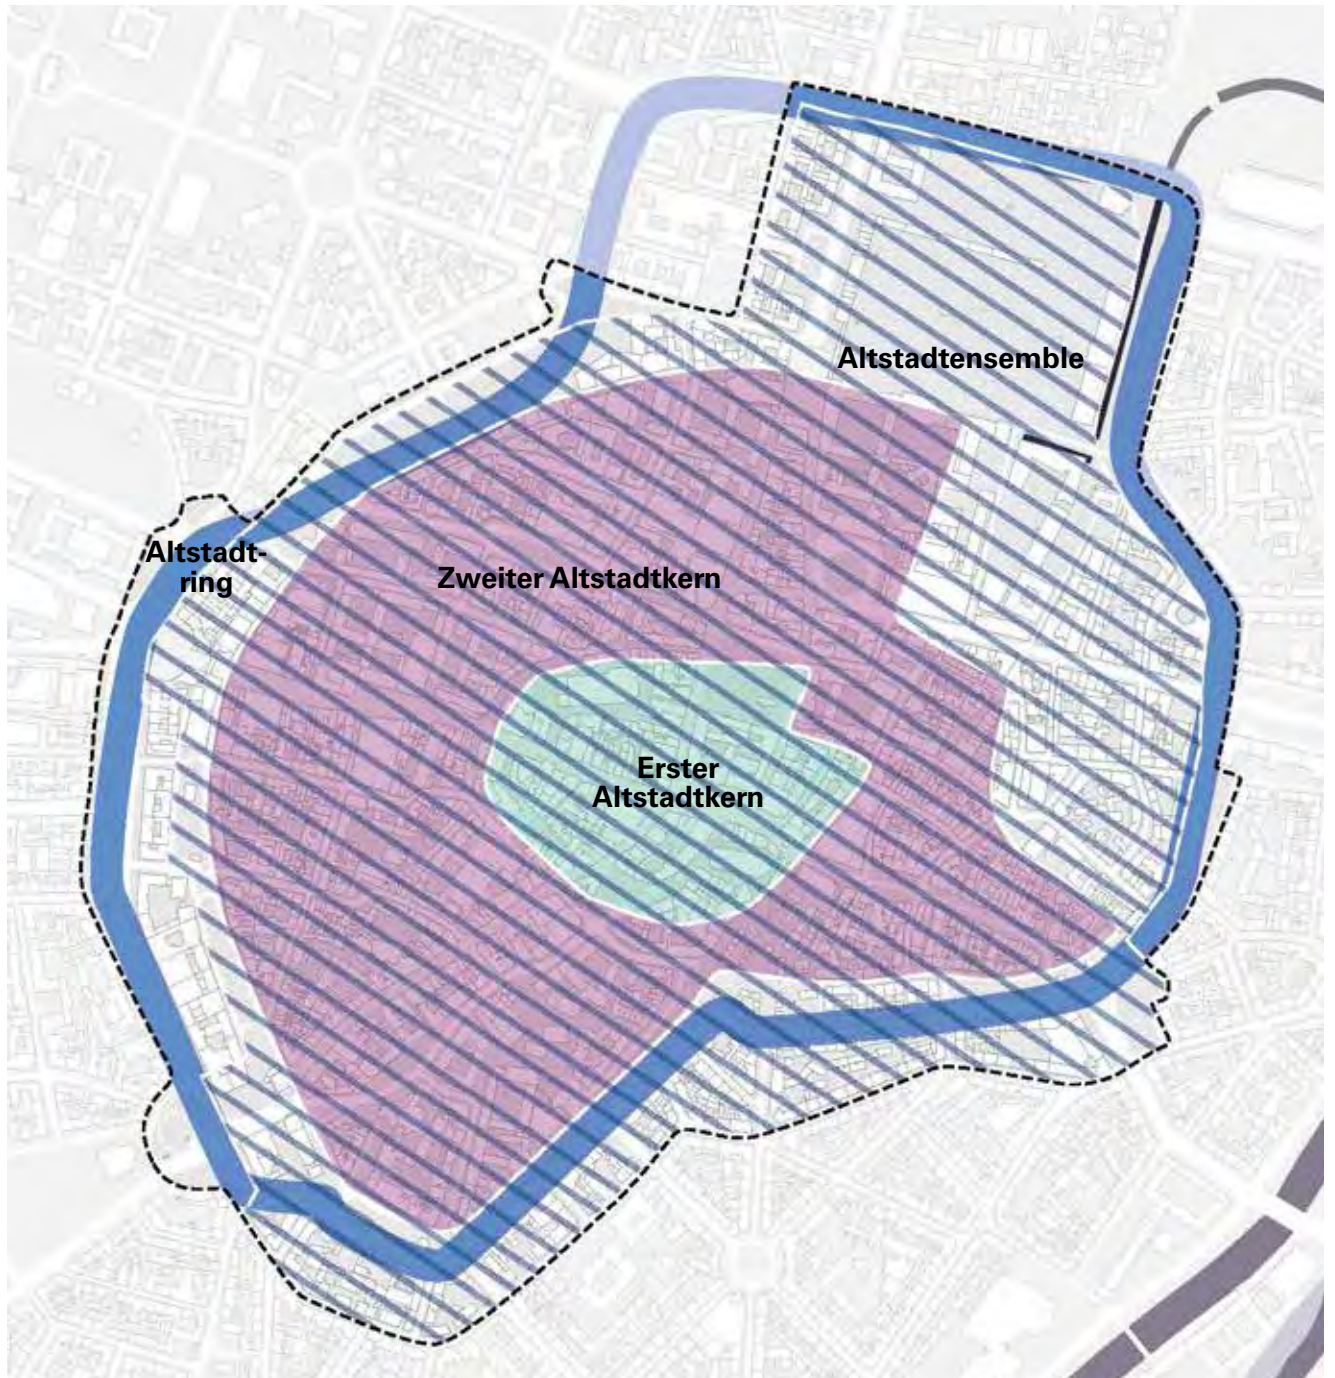 Altstadtensemble
Altstadt-
ring
Zweiter Altstadtkern
Erster
Altstadtkern